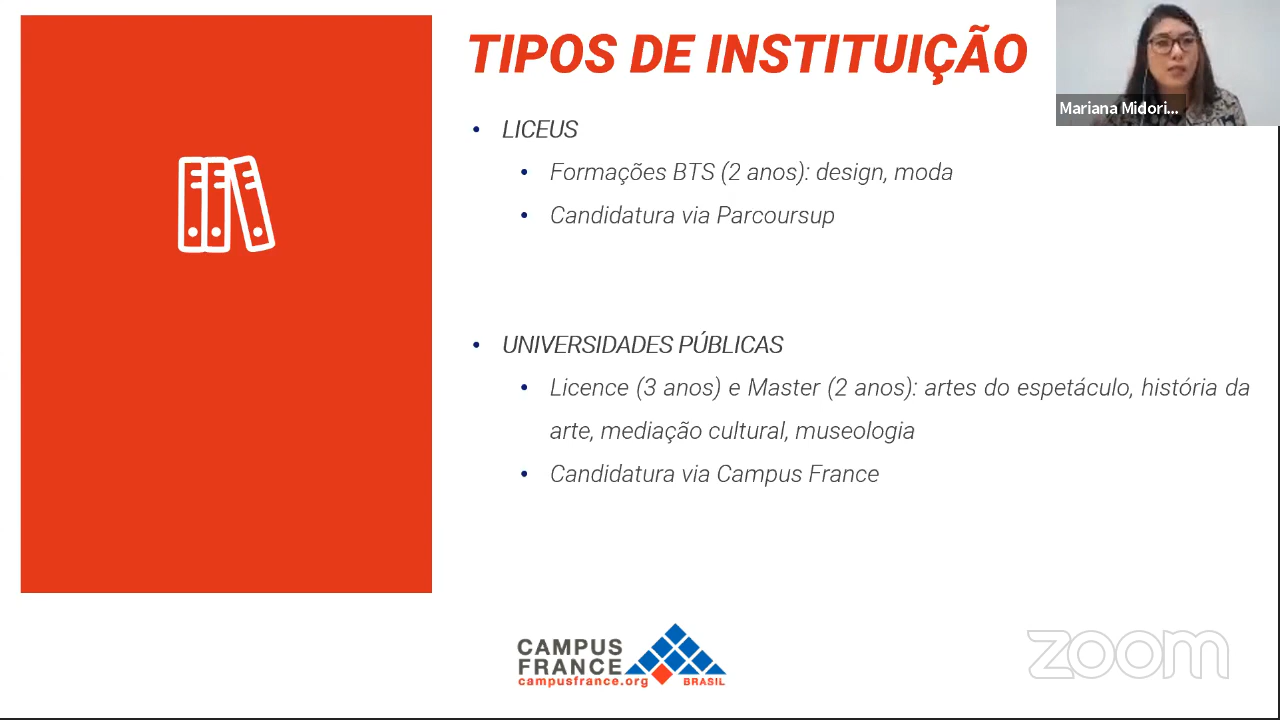 TIPOS DE INSTITUIÇÃO
Mariana Midori...
• LICEUS
• Formações BTS (2 anos): design, moda
• Candidatura via Parcoursup
• UNIVERSIDADES PÚBLICAS
• Licence (3 anos) e Master (2 anos): artes do espetáculo, história da
arte, mediação cultural, museologia
• Candidatura via Campus France
CAMPUS
FRANCE
campusfrance.org BRASIL
zoom